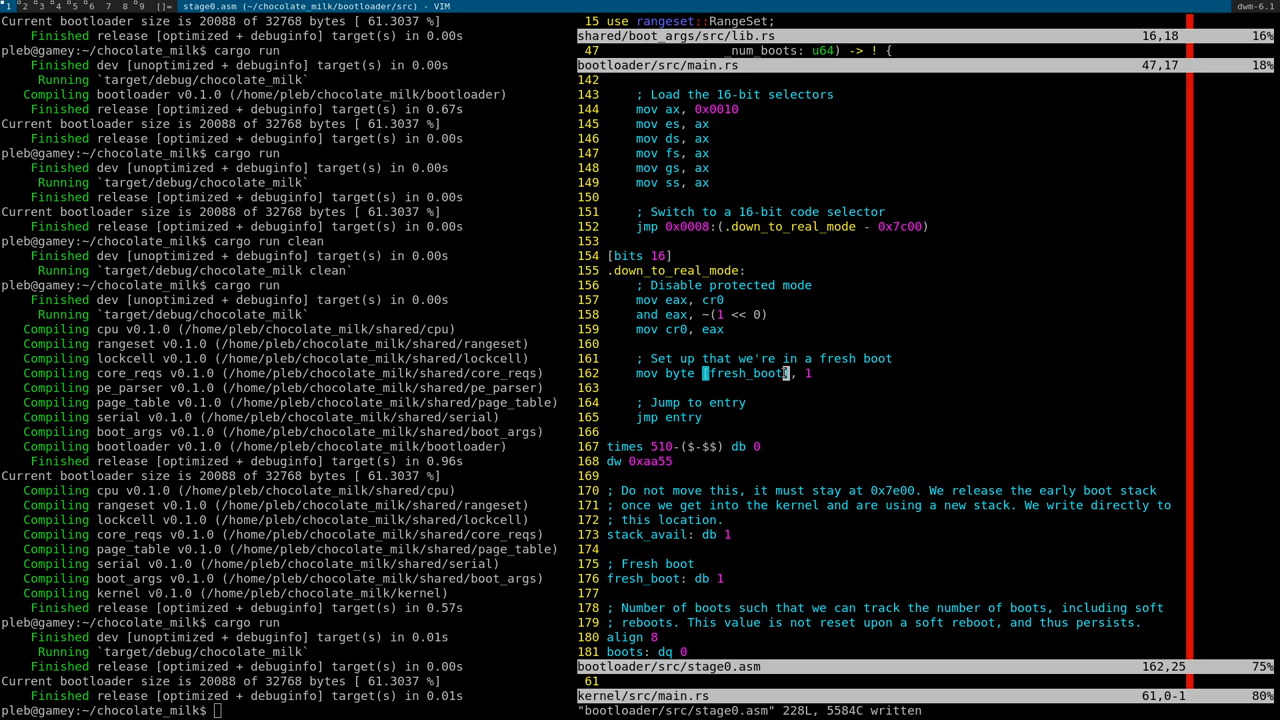 1 2 3 4 5 6 7 8 9 []= stage0.asm (~/chocolate_milk/bootloader/src) - VIM dwm-6.1
Current bootloader size is 20088 of 32768 bytes [ 61.3037 %]
Finished release [optimized + debuginfo] target(s) in 0.00s
pleb@gamey:~/chocolate_milk$ cargo run
Finished dev [unoptimized + debuginfo] target(s) in 0.00s
Running `target/debug/chocolate_milk`
Compiling bootloader v0.1.0 (/home/pleb/chocolate_milk/bootloader)
Finished release [optimized + debuginfo] target(s) in 0.67s
Current bootloader size is 20088 of 32768 bytes [ 61.3037 %]
Finished release [optimized + debuginfo] target(s) in 0.00s
pleb@gamey:~/chocolate_milk$ cargo run
Finished dev [unoptimized + debuginfo] target(s) in 0.00s
Running `target/debug/chocolate_milk`
Finished release [optimized + debuginfo] target(s) in 0.00s
Current bootloader size is 20088 of 32768 bytes [ 61.3037 %]
Finished release [optimized + debuginfo] target(s) in 0.00s
pleb@gamey:~/chocolate_milk$ cargo run clean
Finished dev [unoptimized + debuginfo] target(s) in 0.00s
Running `target/debug/chocolate_milk clean`
pleb@gamey:~/chocolate_milk$ cargo run
Finished dev [unoptimized + debuginfo] target(s) in 0.00s
Running `target/debug/chocolate_milk`
Compiling cpu v0.1.0 (/home/pleb/chocolate_milk/shared/cpu)
Compiling rangeset v0.1.0 (/home/pleb/chocolate_milk/shared/rangeset)
Compiling lockcell v0.1.0 (/home/pleb/chocolate_milk/shared/lockcell)
Compiling core_reqs v0.1.0 (/home/pleb/chocolate_milk/shared/core_reqs)
Compiling pe_parser v0.1.0 (/home/pleb/chocolate_milk/shared/pe_parser)
Compiling page_table v0.1.0 (/home/pleb/chocolate_milk/shared/page_table)
Compiling serial v0.1.0 (/home/pleb/chocolate_milk/shared/serial)
Compiling boot_args v0.1.0 (/home/pleb/chocolate_milk/shared/boot_args)
Compiling bootloader v0.1.0 (/home/pleb/chocolate_milk/bootloader)
Finished release [optimized + debuginfo] target(s) in 0.96s
Current bootloader size is 20088 of 32768 bytes [ 61.3037 %]
Compiling cpu v0.1.0 (/home/pleb/chocolate_milk/shared/cpu)
Compiling rangeset v0.1.0 (/home/pleb/chocolate_milk/shared/rangeset)
Compiling lockcell v0.1.0 (/home/pleb/chocolate_milk/shared/lockcell)
Compiling core_reqs v0.1.0 (/home/pleb/chocolate_milk/shared/core_reqs)
Compiling page_table v0.1.0 (/home/pleb/chocolate_milk/shared/page_table)
Compiling serial v0.1.0 (/home/pleb/chocolate_milk/shared/serial)
Compiling boot_args v0.1.0 (/home/pleb/chocolate_milk/shared/boot_args)
Compiling kernel v0.1.0 (/home/pleb/chocolate_milk/kernel)
Finished release [optimized + debuginfo] target(s) in 0.57s
pleb@gamey:~/chocolate_milk$ cargo run
Finished dev [unoptimized + debuginfo] target(s) in 0.01s
Running `target/debug/chocolate_milk`
Finished release [optimized + debuginfo] target(s) in 0.00s
Current bootloader size is 20088 of 32768 bytes [ 61.3037 %]
Finished release [optimized + debuginfo] target(s) in 0.01s
pleb@gamey:~/chocolate_milk$
15 use rangeset::RangeSet;
shared/boot_args/src/lib.rs 16,18 16%
47 _num_boots: u64) -> ! {
bootloader/src/main.rs 47,17 18%
142
143 ; Load the 16-bit selectors
144 mov ax, 0x0010
145 mov es, ax
146 mov ds, ax
147 mov fs, ax
148 mov gs, ax
149 mov ss, ax
150
151 ; Switch to a 16-bit code selector
152 jmp 0x0008:(.down_to_real_mode - 0x7c00)
153
154 [bits 16]
155 .down_to_real_mode:
156 ; Disable protected mode
157 mov eax, cr0
158 and eax, ~(1 << 0)
159 mov cr0, eax
160
161 ; Set up that we're in a fresh boot
162 mov byte [fresh_boot], 1
163
164 ; Jump to entry
165 jmp entry
166
167 times 510-($-$$) db 0
168 dw 0xaa55
169
170 ; Do not move this, it must stay at 0x7e00. We release the early boot stack
171 ; once we get into the kernel and are using a new stack. We write directly to
172 ; this location.
173 stack_avail: db 1
174
175 ; Fresh boot
176 fresh_boot: db 1
177
178 ; Number of boots such that we can track the number of boots, including soft
179 ; reboots. This value is not reset upon a soft reboot, and thus persists.
180 align 8
181 boots: dq 0
bootloader/src/stage0.asm 162,25 75%
61
kernel/src/main.rs 61,0-1 80%
"bootloader/src/stage0.asm" 228L, 5584C written